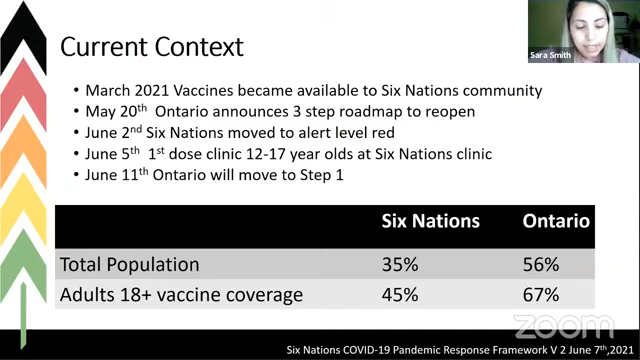 Sara Smith
Current Context
• March 2021 Vaccines became available to Six Nations community
• May 20th Ontario announces 3 step roadmap to reopen
• June 2nd Six Nations moved to alert level red
• June 5th 1st dose clinic 12-17 year olds at Six Nations clinic
• June 11th Ontario will move to Step 1
Six Nations Ontario
Total Population 35% 56%
Adults 18+ vaccine coverage 45% 67%
zoom
Six Nations COVID-19 Pandemic Response Framework V 2 June 7th,2021